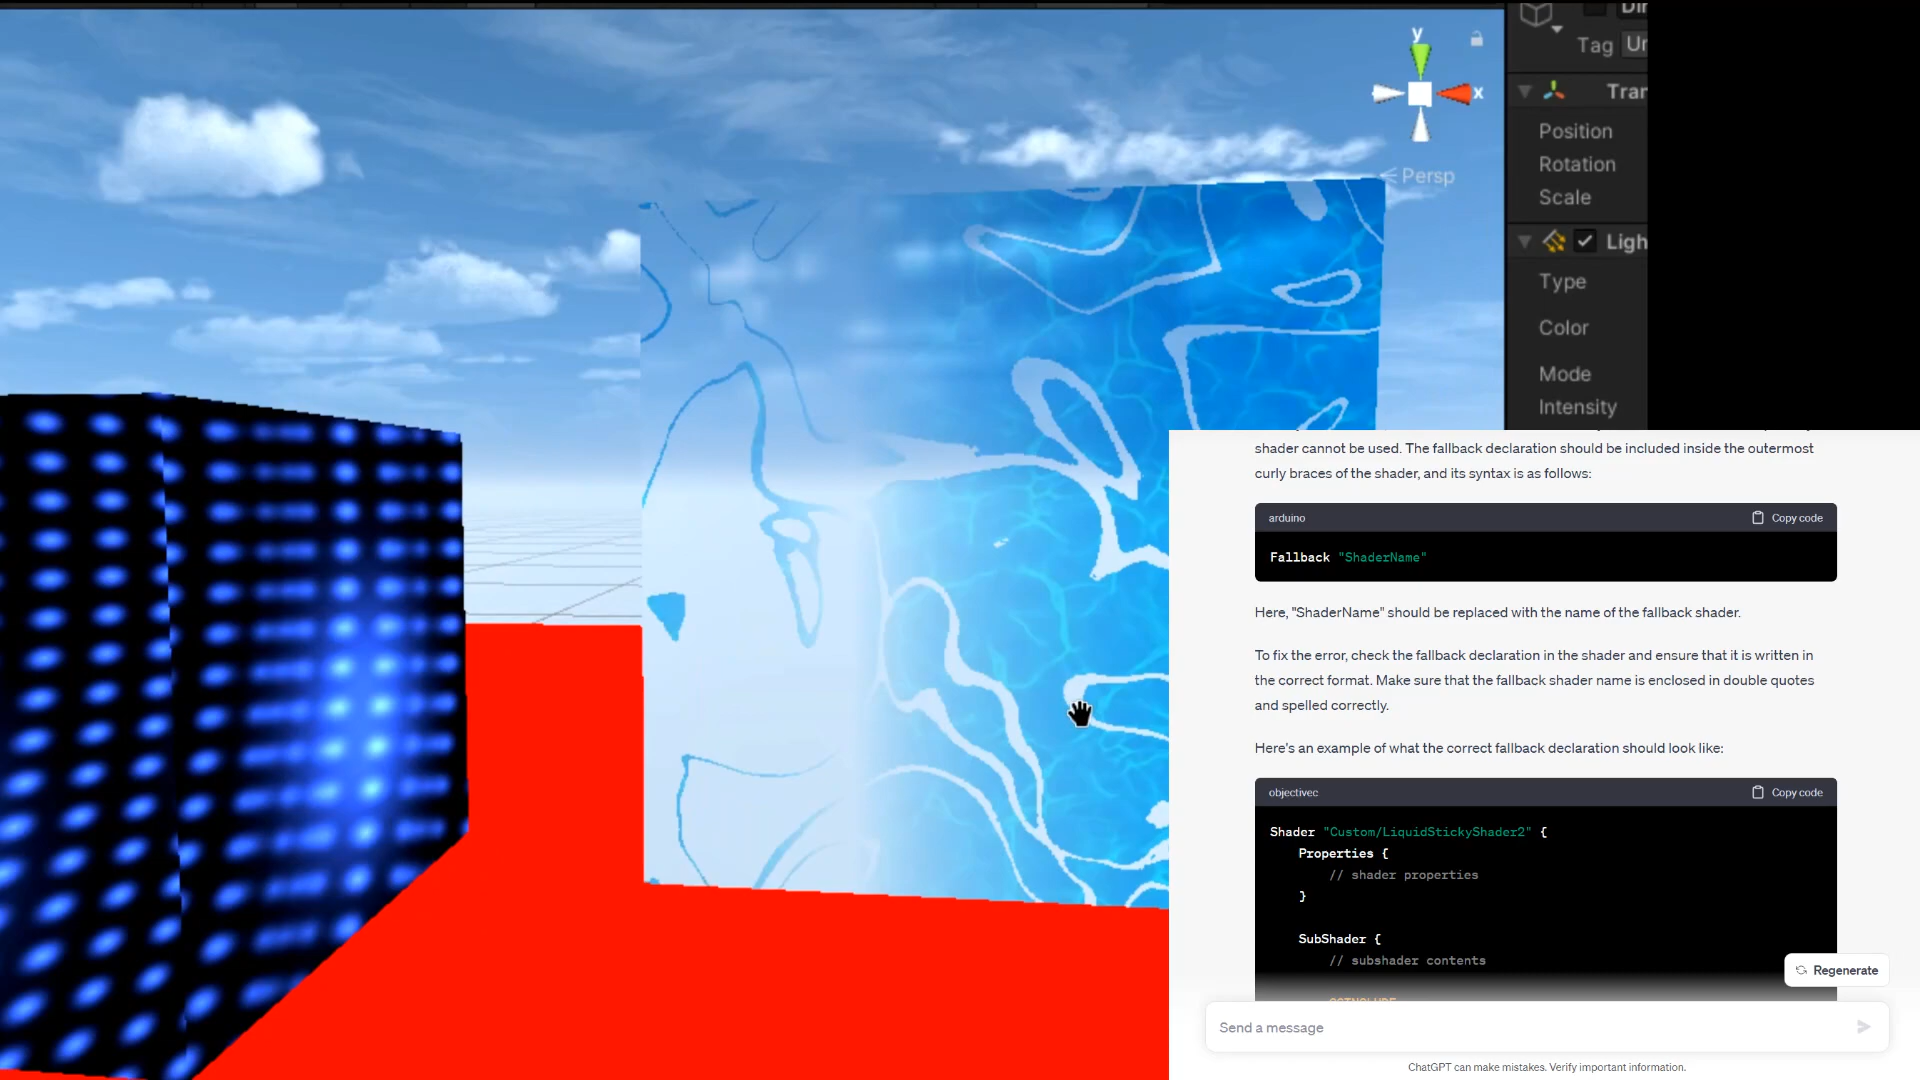 y
x
Persp
Tag
Position
Rotation
Scale
Type
Color
Mode
Intensity
shader cannot be used. The fallback declaration should be included inside the outermost
curly braces of the shader, and its syntax is as follows:
arduino
Copy code
Fallback "ShaderName"
Here, "ShaderName" should be replaced with the name of the fallback shader.
To fix the error, check the fallback declaration in the shader and ensure that it is written in
the correct format. Make sure that the fallback shader name is enclosed in double quotes
and spelled correctly.
Here's an example of what the correct fallback declaration should look like:
objectivec
Copy code
Shader "Custom/LiquidStickyShader2" {
Properties {
// shader properties
}
SubShader {
// subshader contents
Regenerate
Send a message
ChatGPT can make mistakes. Verify important information.